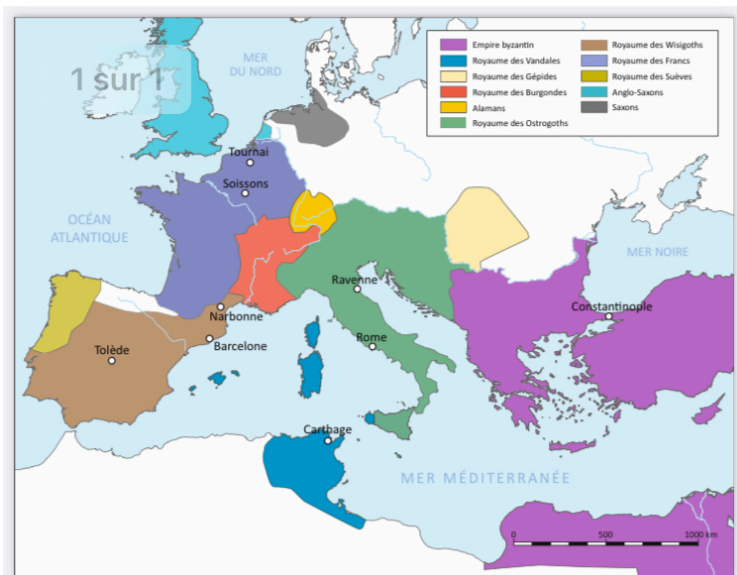 1 sur 1
MER
DU NORD
Empire byzantin
Royaume des Vandales
Royaume des Gépides
Royaume des Burgondes
Alamans
Royaume des Ostrogoths
Royaume des Wisigoths
Royaume des Francs
Royaume des Suèves
Anglo-Saxons
Saxons
Tournai
Soissons
OCÉAN
ATLANTIQUE
MER NOIRE
Ravenne
Constantinople
Narbonne
Barcelone
Rome
Tolède
Carthage
MER MÉDITERRANÉE
0 500 1000 km